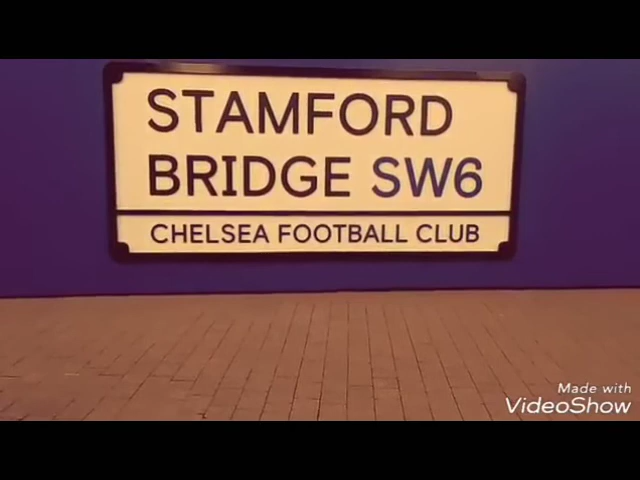 STAMFORD
BRIDGE SW6
CHELSEA FOOTBALL CLUB
Made with
VideoShow